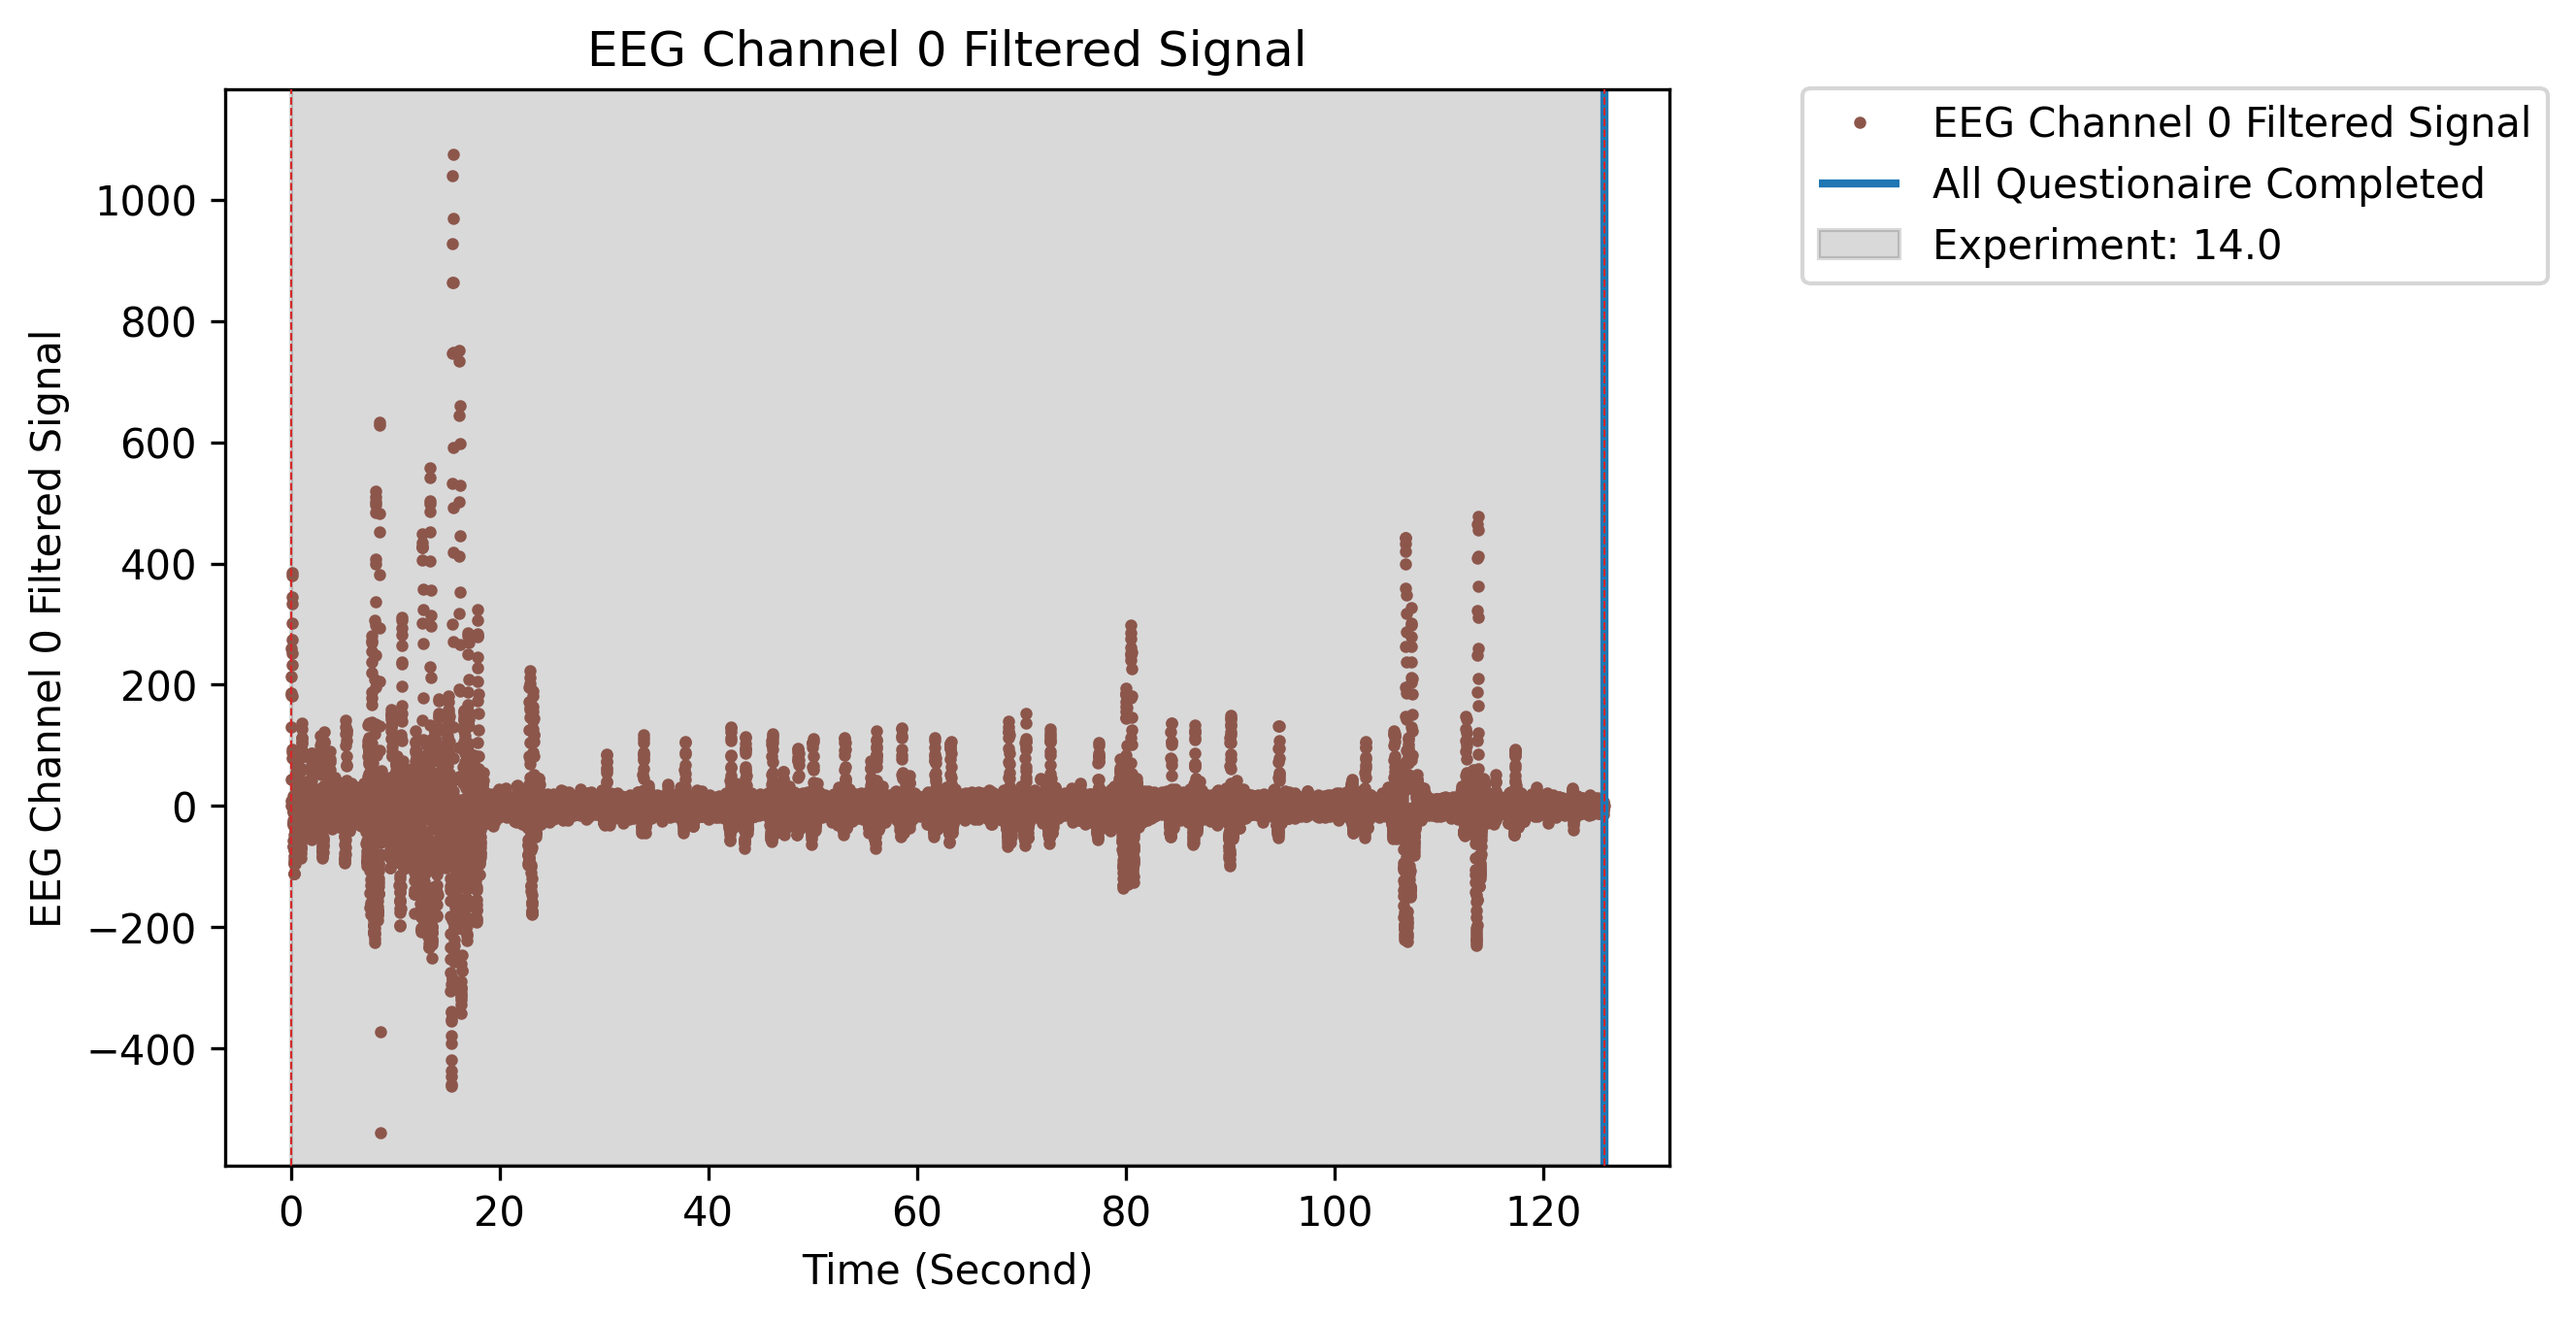 EEG Channel 0 Filtered Signal
EEG Channel 0 Filtered Signal
All Questionaire Completed
Experiment: 14.0
EEG Channel 0 Filtered Signal
1000
800
600
400
200
0
−200
−400
0 20 40 60 80 100 120
Time (Second)